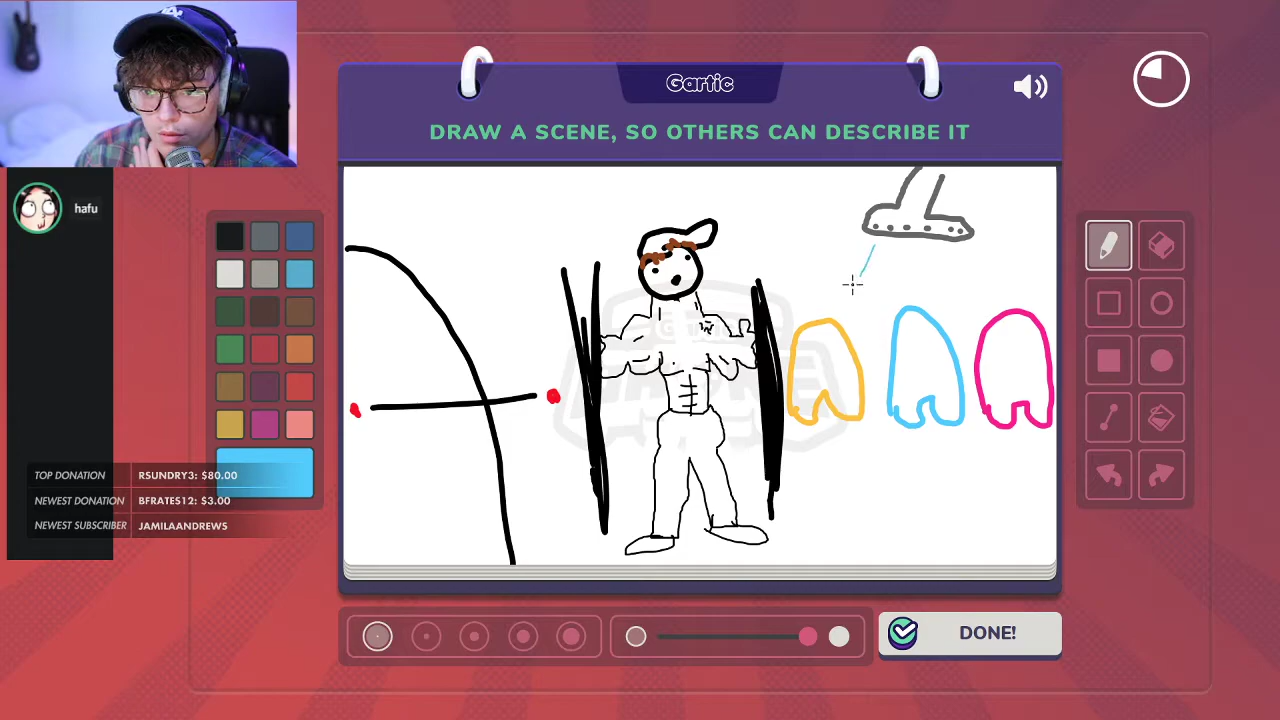 Gartic
DRAW A SCENE, SO OTHERS CAN DESCRIBE IT
hafu
TOP DONATION RSUNDRY3: $80.00
NEWEST DONATION BFRATES12: $3.00
NEWEST SUBSCRIBER JAMILAANDREWS
DONE!